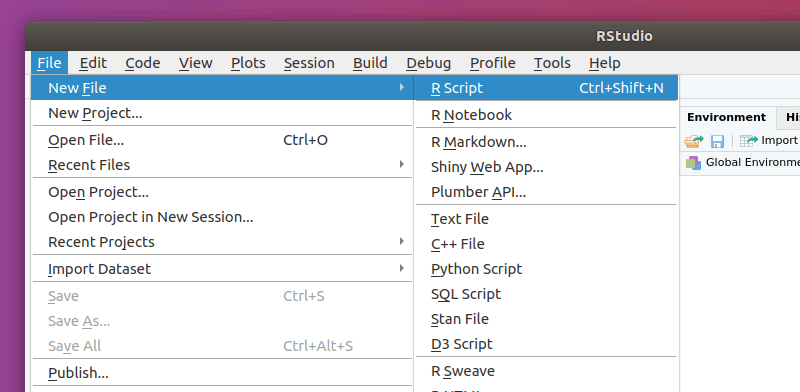 RStudio
File Edit Code View Plots Session Build Debug Profile Tools Help
New File
New Project...
Open File... Ctrl+O
Recent Files
Open Project...
Open Project in New Session...
Recent Projects
Import Dataset
Save Ctrl+S
Save As...
Save All Ctrl+Alt+S
Publish...
R Script Ctrl+Shift+N
R Notebook
R Markdown...
Shiny Web App...
Plumber API...
Text File
C++ File
Python Script
SQL Script
Stan File
D3 Script
R Sweave
Environment His
Import
Global Environme